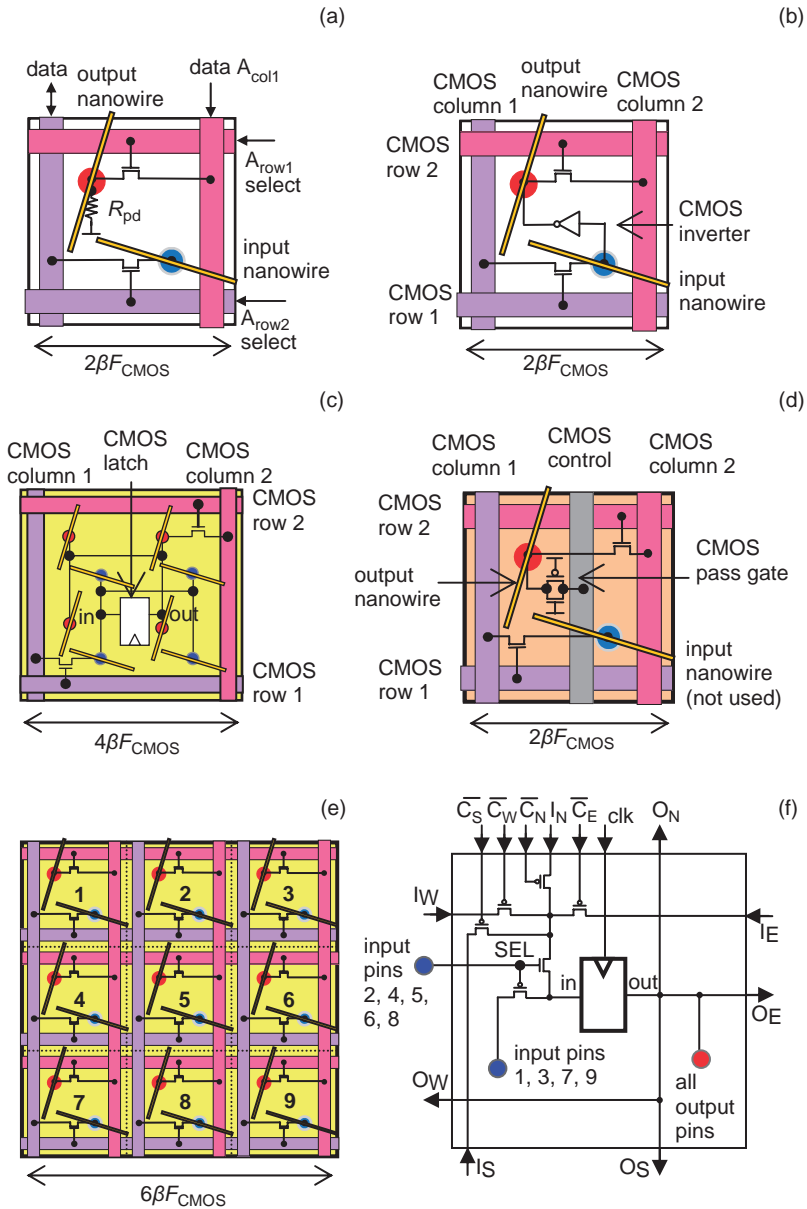 (a)
data
output
nanowire
data A_col1
A_row1
select
R_pd
input
nanowire
A_row2
select
2βF_CMOS
(b)
CMOS
column 1
output
nanowire
CMOS
column 2
CMOS
row 2
CMOS
inverter
CMOS
row 1
input
nanowire
2βF_CMOS
(c)
CMOS
column 1
CMOS
latch
CMOS
column 2
CMOS
row 2
in
out
CMOS
row 1
4βF_CMOS
(d)
CMOS
column 1
CMOS
control
CMOS
column 2
CMOS
row 2
CMOS
pass gate
output
nanowire
CMOS
row 1
input
nanowire
(not used)
2βF_CMOS
(e)
1 2 3
4 5 6
7 8 9
6βF_CMOS
(f)
C̅_S C̅_W C̅_N I_N C̅_E clk O_N
I_W
I_E
input
pins
2, 4, 5,
6, 8
SEL
in
out
O_E
input pins
1, 3, 7, 9
O_W
all
output
pins
I_S
O_S